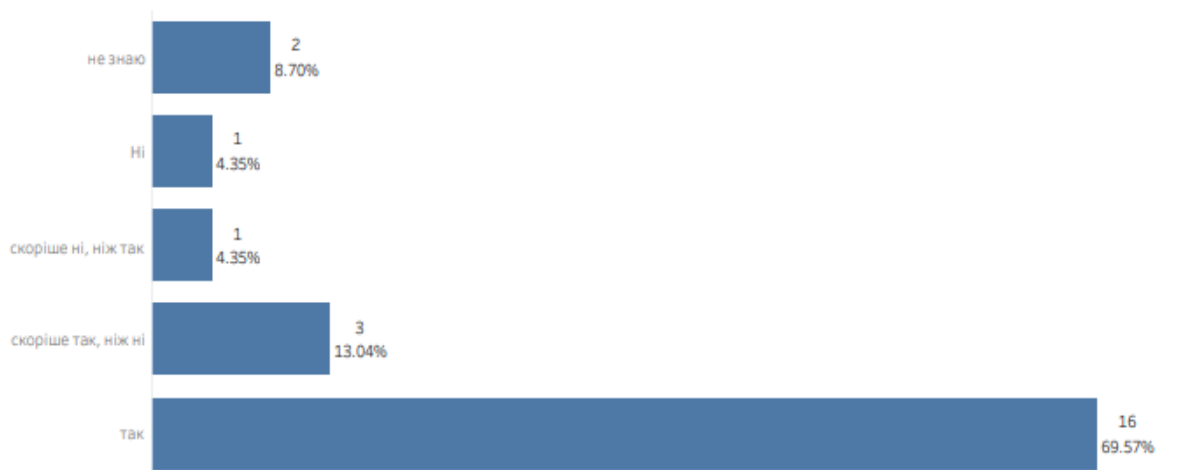 не знаю
2
8.70%
Ні
1
4.35%
скоріше ні, ніж так
1
4.35%
скоріше так, ніж ні
3
13.04%
так
16
69.57%